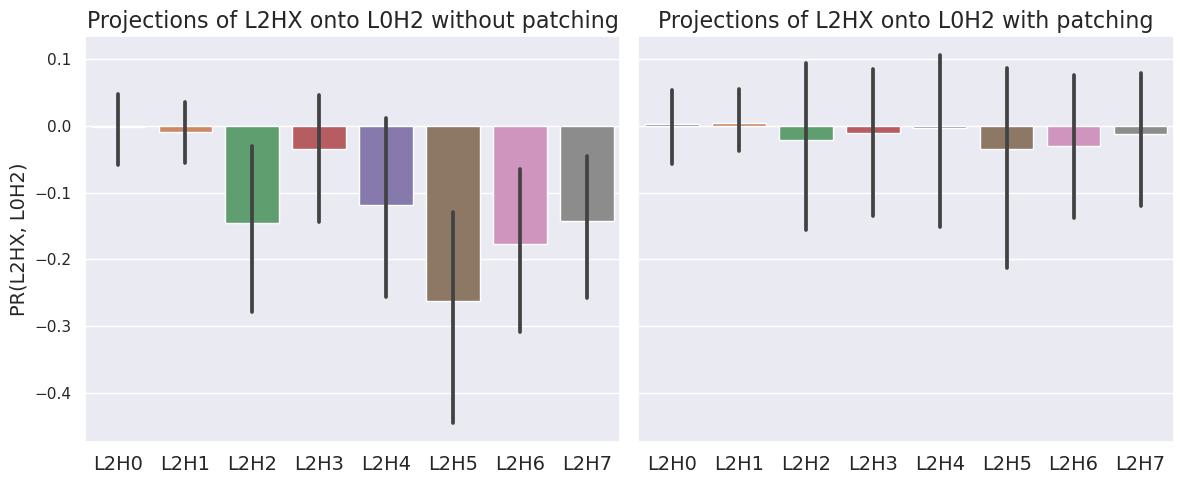 Projections of L2HX onto L0H2 without patching
Projections of L2HX onto L0H2 with patching
PR(L2HX, L0H2)
0.1
0.0
−0.1
−0.2
−0.3
−0.4
L2H0 L2H1 L2H2 L2H3 L2H4 L2H5 L2H6 L2H7
L2H0 L2H1 L2H2 L2H3 L2H4 L2H5 L2H6 L2H7